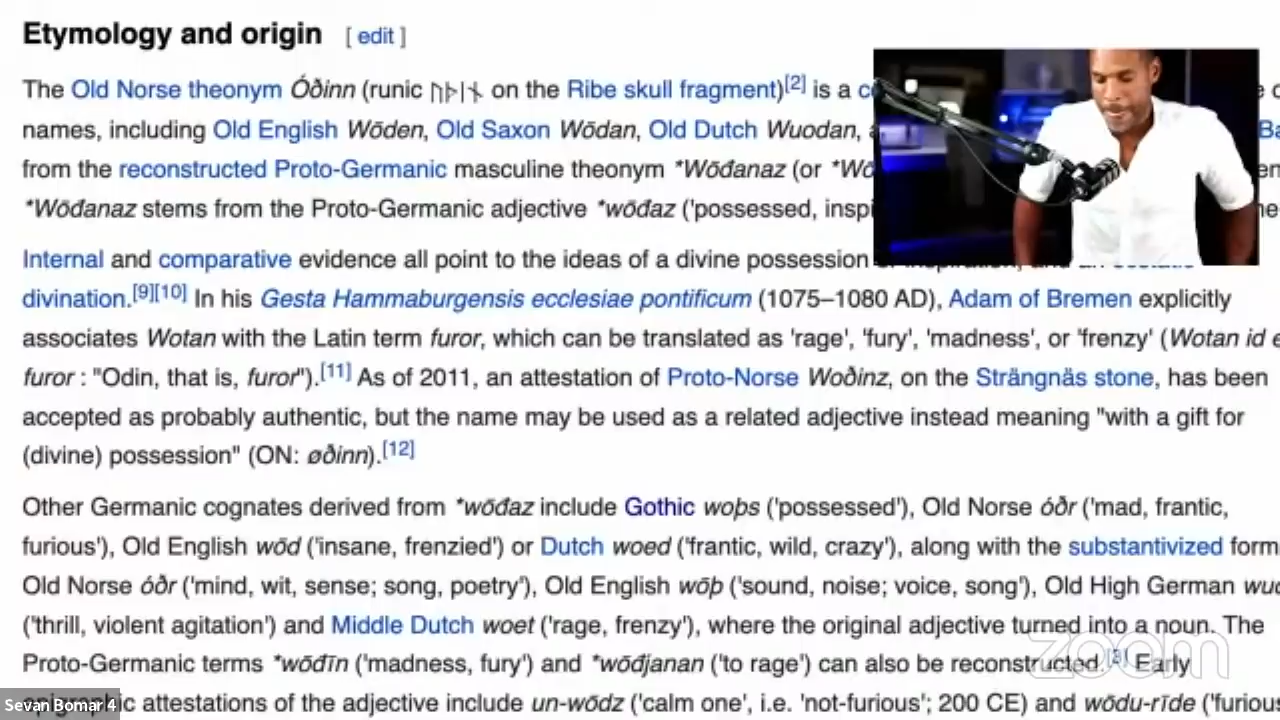 Etymology and origin [ edit ]
The Old Norse theonym Óðinn (runic ᚢᚦᛁᚾ on the Ribe skull fragment)[2] is a
names, including Old English Wōden, Old Saxon Wōdan, Old Dutch Wuodan,
from the reconstructed Proto-Germanic masculine theonym *Wōđanaz (or
*Wōđanaz stems from the Proto-Germanic adjective *wōđaz ('possessed,
Internal and comparative evidence all point to the ideas of a divine possession
divination.[9][10] In his Gesta Hammaburgensis ecclesiae pontificum (1075–1080 AD), Adam of Bremen explicitly
associates Wotan with the Latin term furor, which can be translated as 'rage', 'fury', 'madness', or 'frenzy' (Wotan id
furor : "Odin, that is, furor").[11] As of 2011, an attestation of Proto-Norse Woðinz, on the Strängnäs stone, has been
accepted as probably authentic, but the name may be used as a related adjective instead meaning "with a gift for
(divine) possession" (ON: øðinn).[12]
Other Germanic cognates derived from *wōđaz include Gothic woþs ('possessed'), Old Norse óðr ('mad, frantic,
furious'), Old English wōd ('insane, frenzied') or Dutch woed ('frantic, wild, crazy'), along with the substantivized form
Old Norse óðr ('mind, wit, sense; song, poetry'), Old English wōþ ('sound, noise; voice, song'), Old High German
('thrill, violent agitation') and Middle Dutch woet ('rage, frenzy'), where the original adjective turned into a noun. The
zoom
Proto-Germanic terms *wōđīn ('madness, fury') and *wōđjanan ('to rage') can also be reconstructed.[3] Early
Sevan Bomar 4
epigraphic attestations of the adjective include un-wōdz ('calm one', i.e. 'not-furious'; 200 CE) and wōdu-rīde